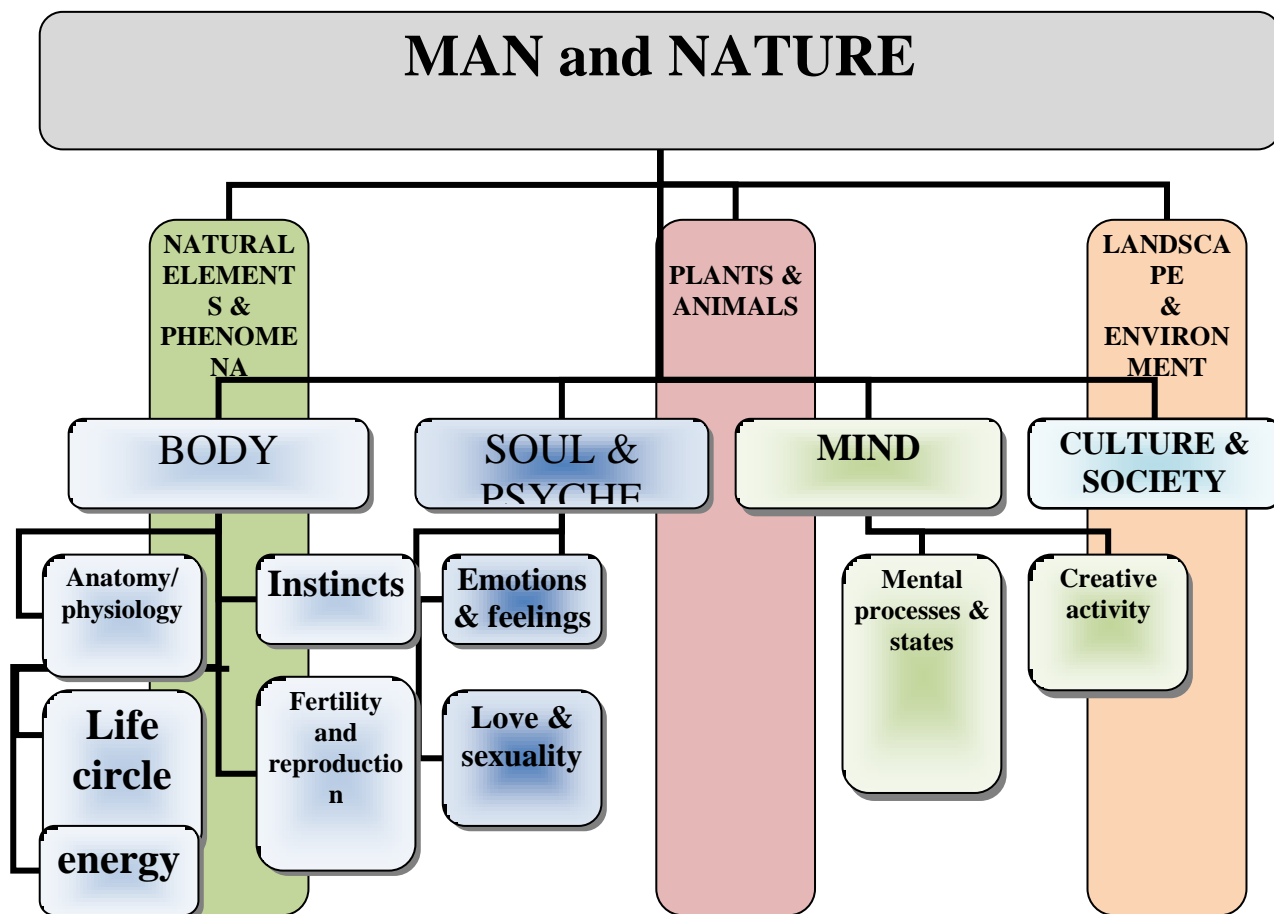 MAN and NATURE
NATURAL
ELEMENT
S &
PHENOME
NA
PLANTS &
ANIMALS
LANDSCA
PE
&
ENVIRON
MENT
BODY
SOUL &
PSYCHE
MIND
CULTURE &
SOCIETY
Anatomy/
physiology
Instincts
Emotions
& feelings
Mental
processes &
states
Creative
activity
Life
circle
Fertility
and
reproductio
n
Love &
sexuality
energy